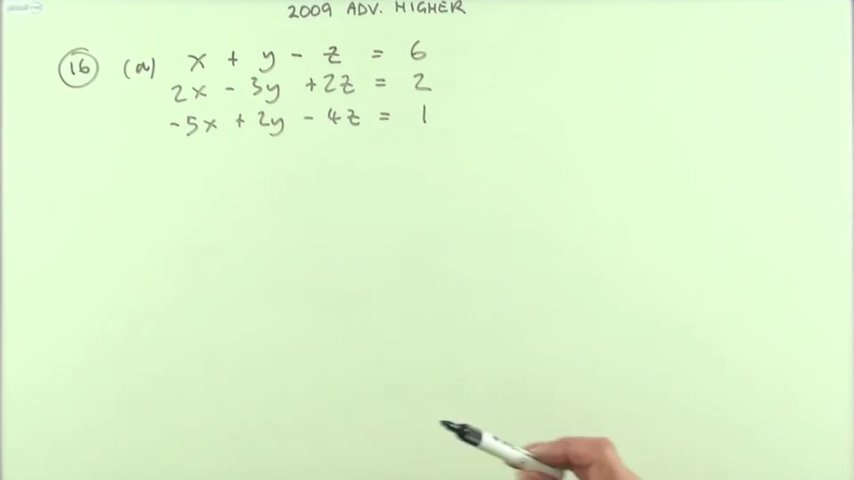 2009 ADV. HIGHER
16 (a) x + y - z = 6
2x - 3y + 2z = 2
-5x + 2y - 4z = 1